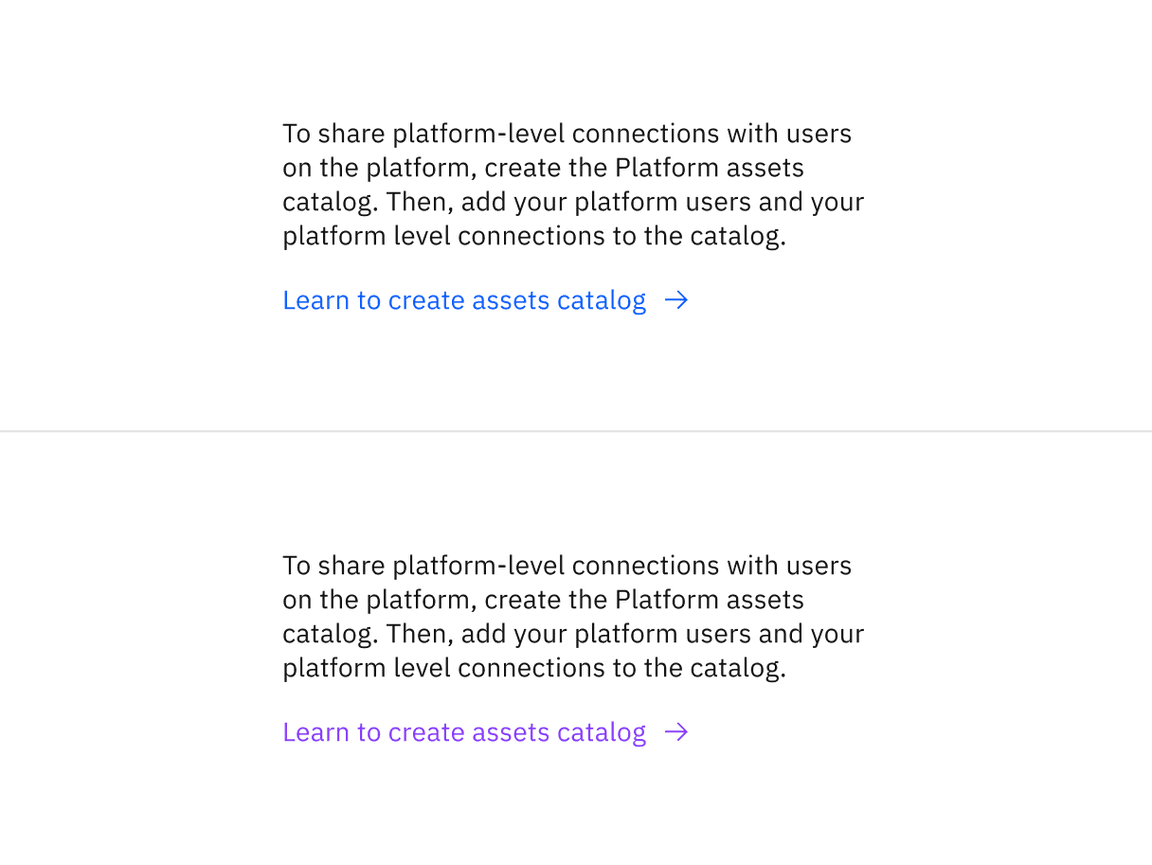 To share platform-level connections with users
on the platform, create the Platform assets
catalog. Then, add your platform users and your
platform level connections to the catalog.
Learn to create assets catalog →
To share platform-level connections with users
on the platform, create the Platform assets
catalog. Then, add your platform users and your
platform level connections to the catalog.
Learn to create assets catalog →